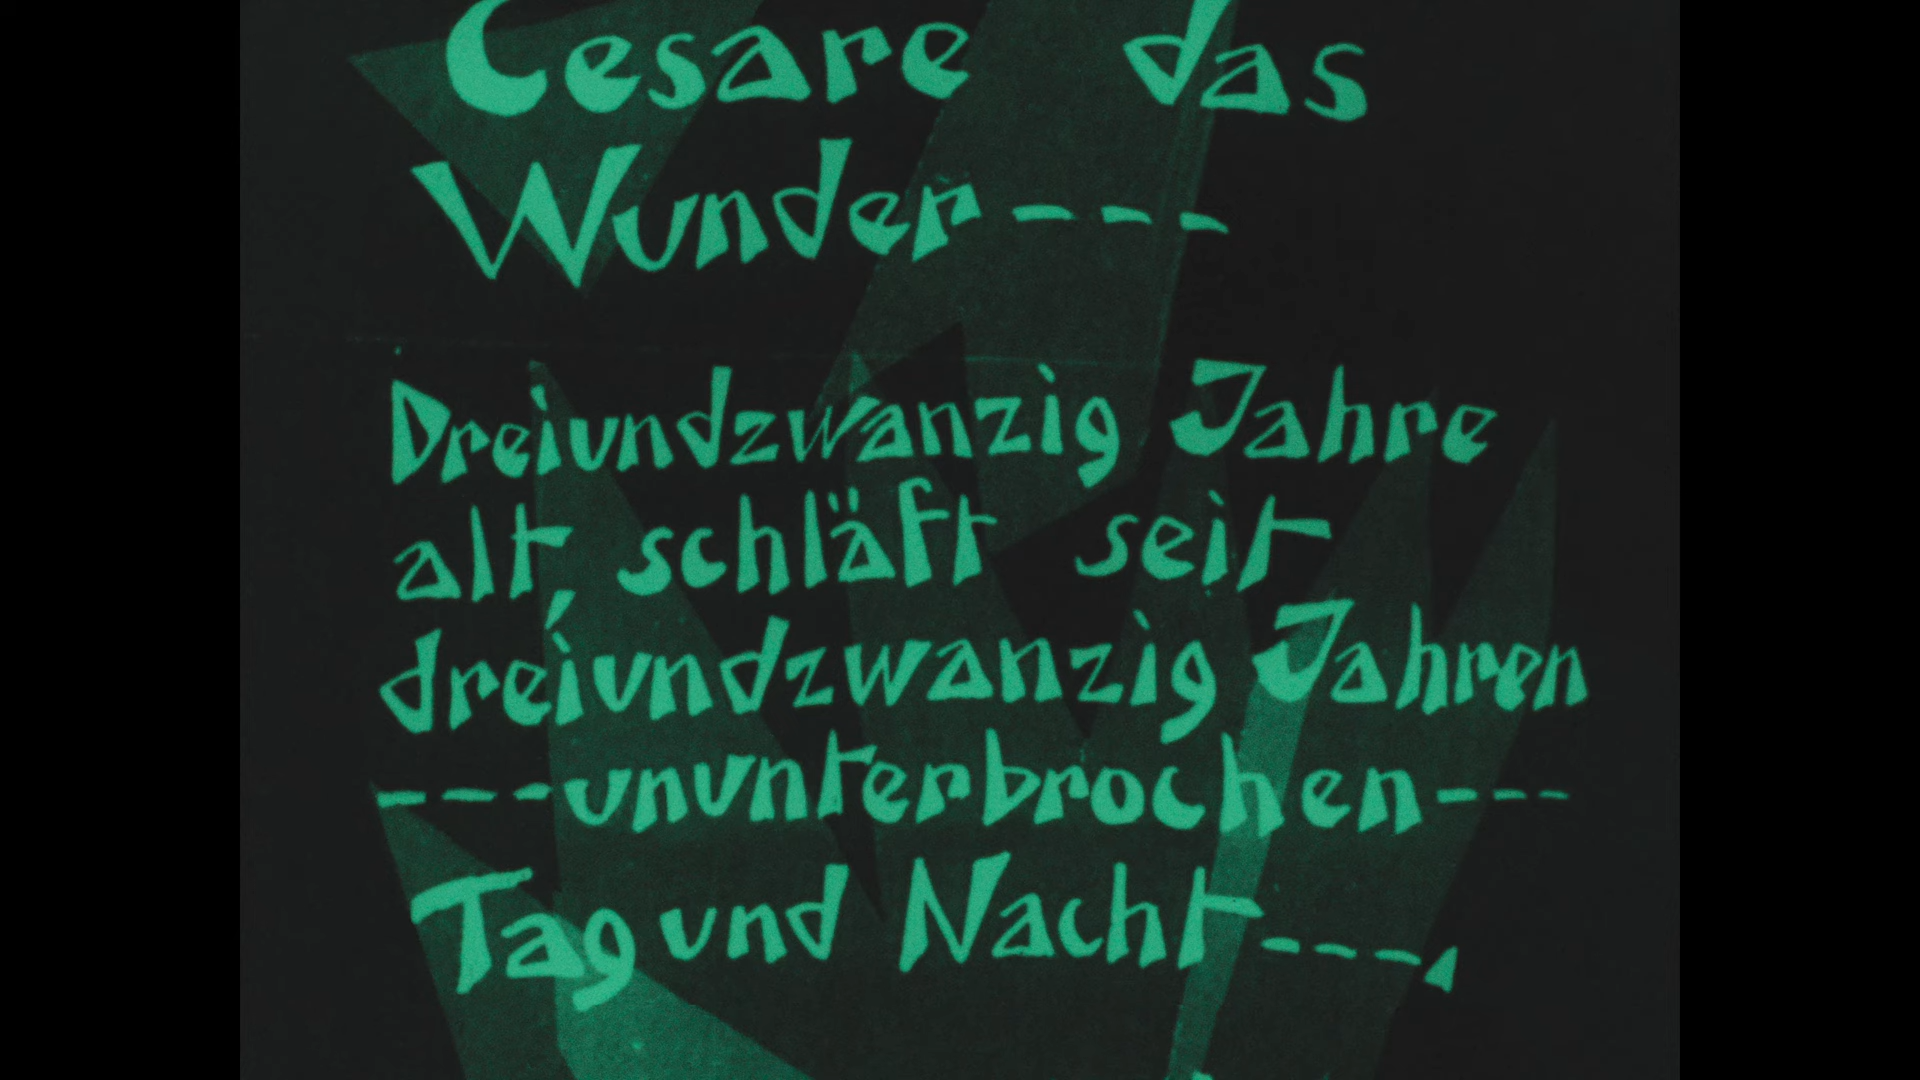 Cesare das
Wunder----
Dreiundzwanzig Jahre
alt, schläft seit
dreiundzwanzig Jahren
---ununterbrochen---
Tag und Nacht----